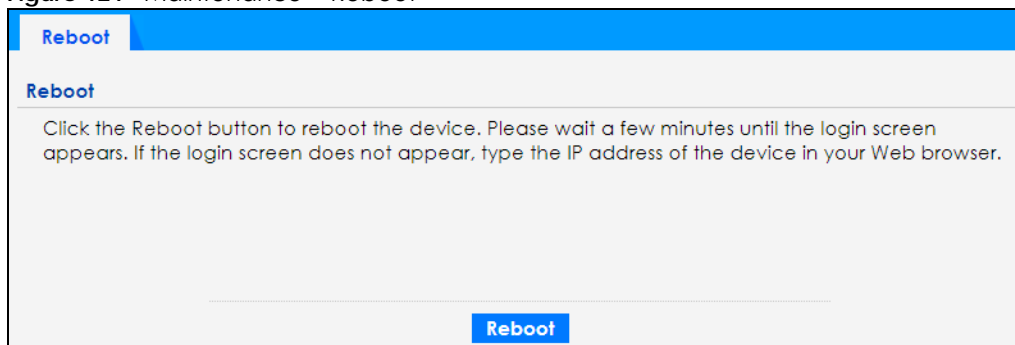 Reboot
Reboot
Click the Reboot button to reboot the device. Please wait a few minutes until the login screen
appears. If the login screen does not appear, type the IP address of the device in your Web browser.
Reboot